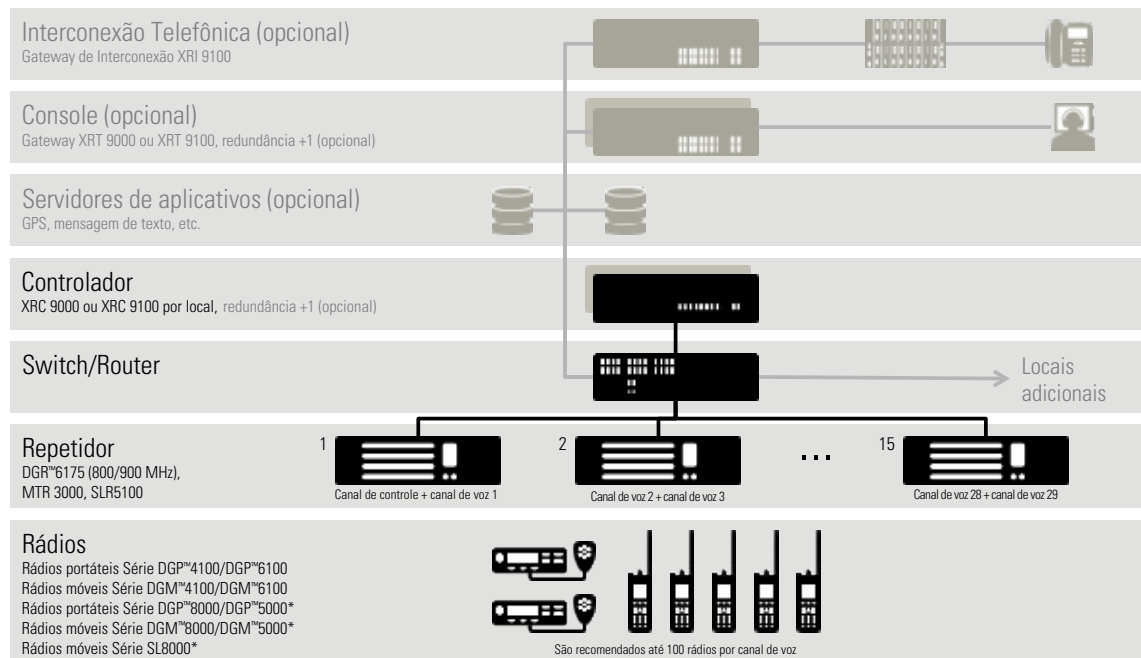 Interconexão Telefônica (opcional)
Gateway de Interconexão XRI 9100
Console (opcional)
Gateway XRT 9000 ou XRT 9100, redundância +1 (opcional)
Servidores de aplicativos (opcional)
GPS, mensagem de texto, etc.
Controlador
XRC 9000 ou XRC 9100 por local, redundância +1 (opcional)
Switch/Router
Locais
adicionais
Repetidor
DGR™6175 (800/900 MHz),
MTR 3000, SLR5100
1
Canal de controle + canal de voz 1
2
Canal de voz 2 + canal de voz 3
...
15
Canal de voz 28 + canal de voz 29
Rádios
Rádios portáteis Série DGP™4100/DGP™6100
Rádios móveis Série DGM™4100/DGM™6100
Rádios portáteis Série DGP™8000/DGP™5000*
Rádios móveis Série DGM™8000/DGM™5000*
Rádios móveis Série SL8000*
São recomendados até 100 rádios por canal de voz